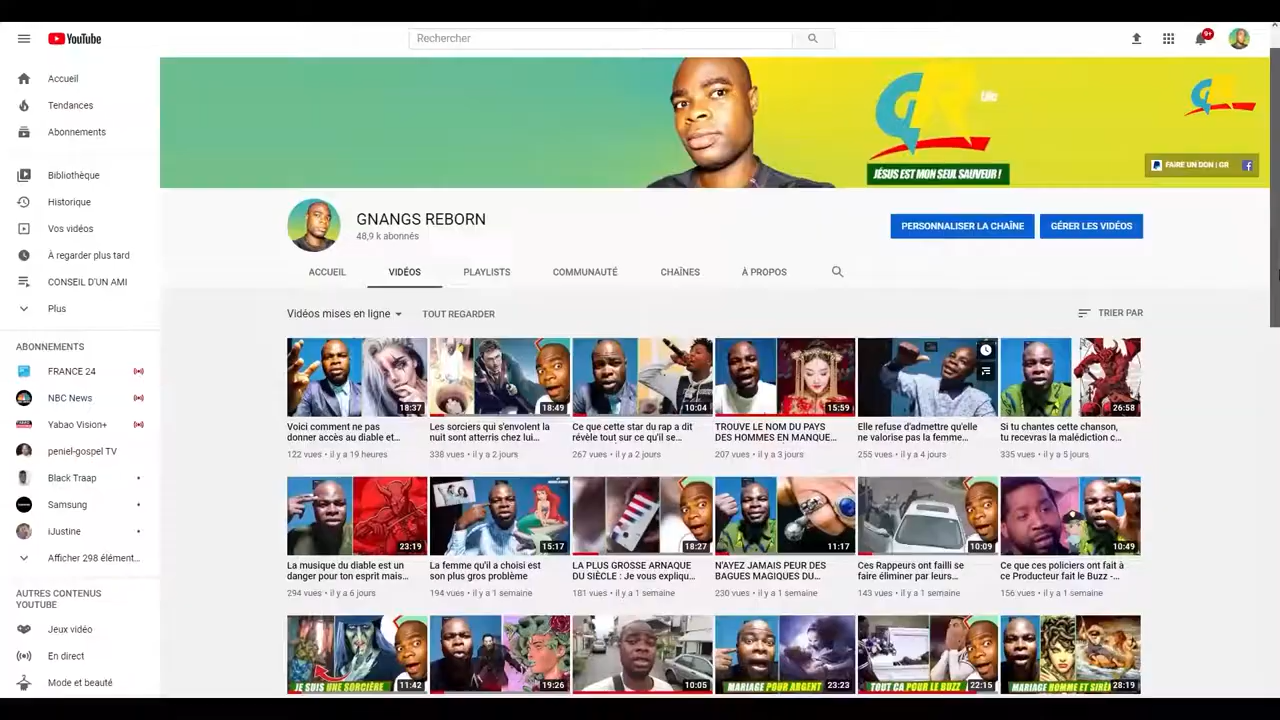 YouTube
Rechercher
9+
Accueil
Tendances
Abonnements
Bibliothèque
Historique
Vos vidéos
À regarder plus tard
CONSEIL D'UN AMI
Plus
ABONNEMENTS
FRANCE 24
NBC News
Yabao Vision+
peniel-gospel TV
Black Traap
Samsung
iJustine
Afficher 298 élément...
AUTRES CONTENUS
YOUTUBE
Jeux vidéo
En direct
Mode et beauté
GR
JÉSUS EST MON SEUL SAUVEUR !
FAIRE UN DON | GR
GNANGS REBORN
48,9 k abonnés
PERSONNALISER LA CHAÎNE
GÉRER LES VIDÉOS
ACCUEIL
VIDÉOS
PLAYLISTS
COMMUNAUTÉ
CHAÎNES
À PROPOS
Vidéos mises en ligne
TOUT REGARDER
TRIER PAR
18:37
Voici comment ne pas
donner accès au diable et...
122 vues • il y a 19 heures
18:49
Les sorciers qui s'envolent la
nuit sont atterris chez lui...
338 vues • il y a 2 jours
10:04
Ce que cette star du rap a dit
révèle tout sur ce qu'il se...
267 vues • il y a 2 jours
15:59
TROUVE LE NOM DU PAYS
DES HOMMES EN MANQUE...
207 vues • il y a 3 jours
Elle refuse d'admettre qu'elle
ne valorise pas la femme...
255 vues • il y a 4 jours
26:58
Si tu chantes cette chanson,
tu recevras la malédiction c...
335 vues • il y a 5 jours
23:19
La musique du diable est un
danger pour ton esprit mais...
294 vues • il y a 6 jours
15:17
La femme qu'il a choisi est
son plus gros problème
194 vues • il y a 1 semaine
18:27
LA PLUS GROSSE ARNAQUE
DU SIÈCLE : Je vous expliqu...
181 vues • il y a 1 semaine
11:17
N'AYEZ JAMAIS PEUR DES
BAGUES MAGIQUES DU...
230 vues • il y a 1 semaine
10:09
Ces Rappeurs ont failli se
faire éliminer par leurs...
143 vues • il y a 1 semaine
10:49
Ce que ces policiers ont fait à
ce Producteur fait le Buzz -...
156 vues • il y a 1 semaine
JE SUIS UNE SORCIÈRE
11:42
19:26
10:05
MARIAGE POUR ARGENT
23:23
TOUT ÇA POUR LE BUZZ
22:15
MARIAGE HOMME ET
28:19